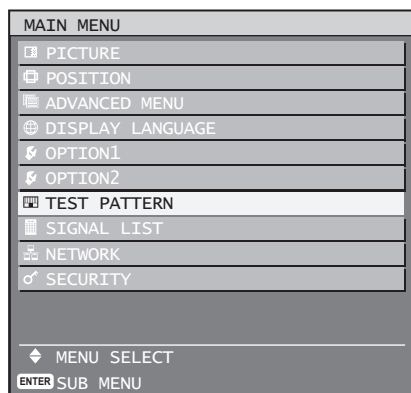 MAIN MENU
PICTURE
POSITION
ADVANCED MENU
DISPLAY LANGUAGE
OPTION1
OPTION2
TEST PATTERN
SIGNAL LIST
NETWORK
SECURITY
MENU SELECT
ENTER SUB MENU